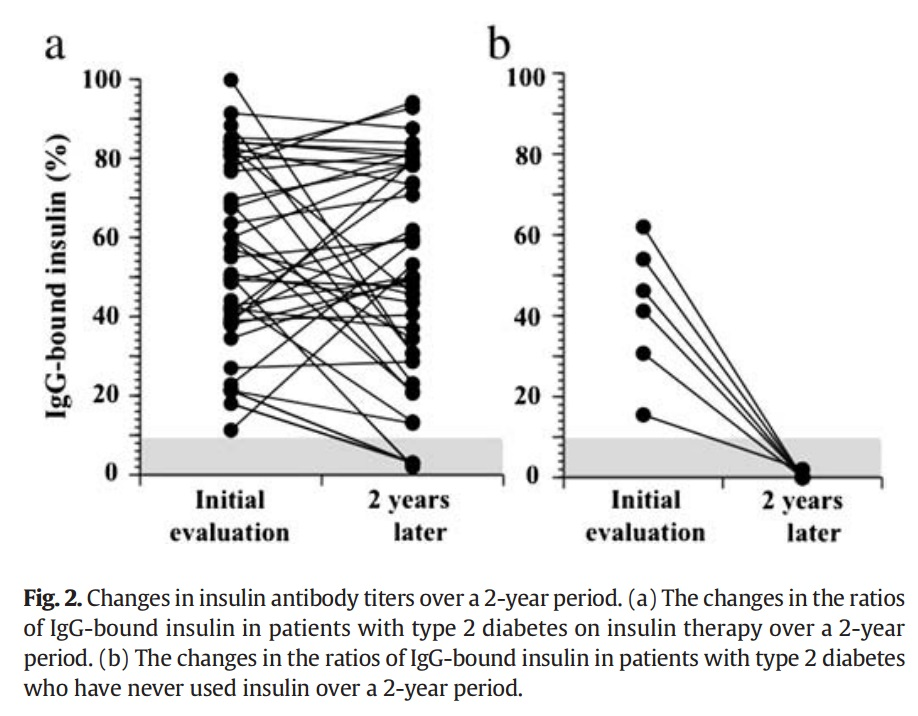 a
b
IgG-bound insulin (%)
100
80
60
40
20
0
Initial
evaluation
2 years
later
100
80
60
40
20
0
Initial
evaluation
2 years
later
Fig. 2. Changes in insulin antibody titers over a 2-year period. (a) The changes in the ratios
of IgG-bound insulin in patients with type 2 diabetes on insulin therapy over a 2-year
period. (b) The changes in the ratios of IgG-bound insulin in patients with type 2 diabetes
who have never used insulin over a 2-year period.